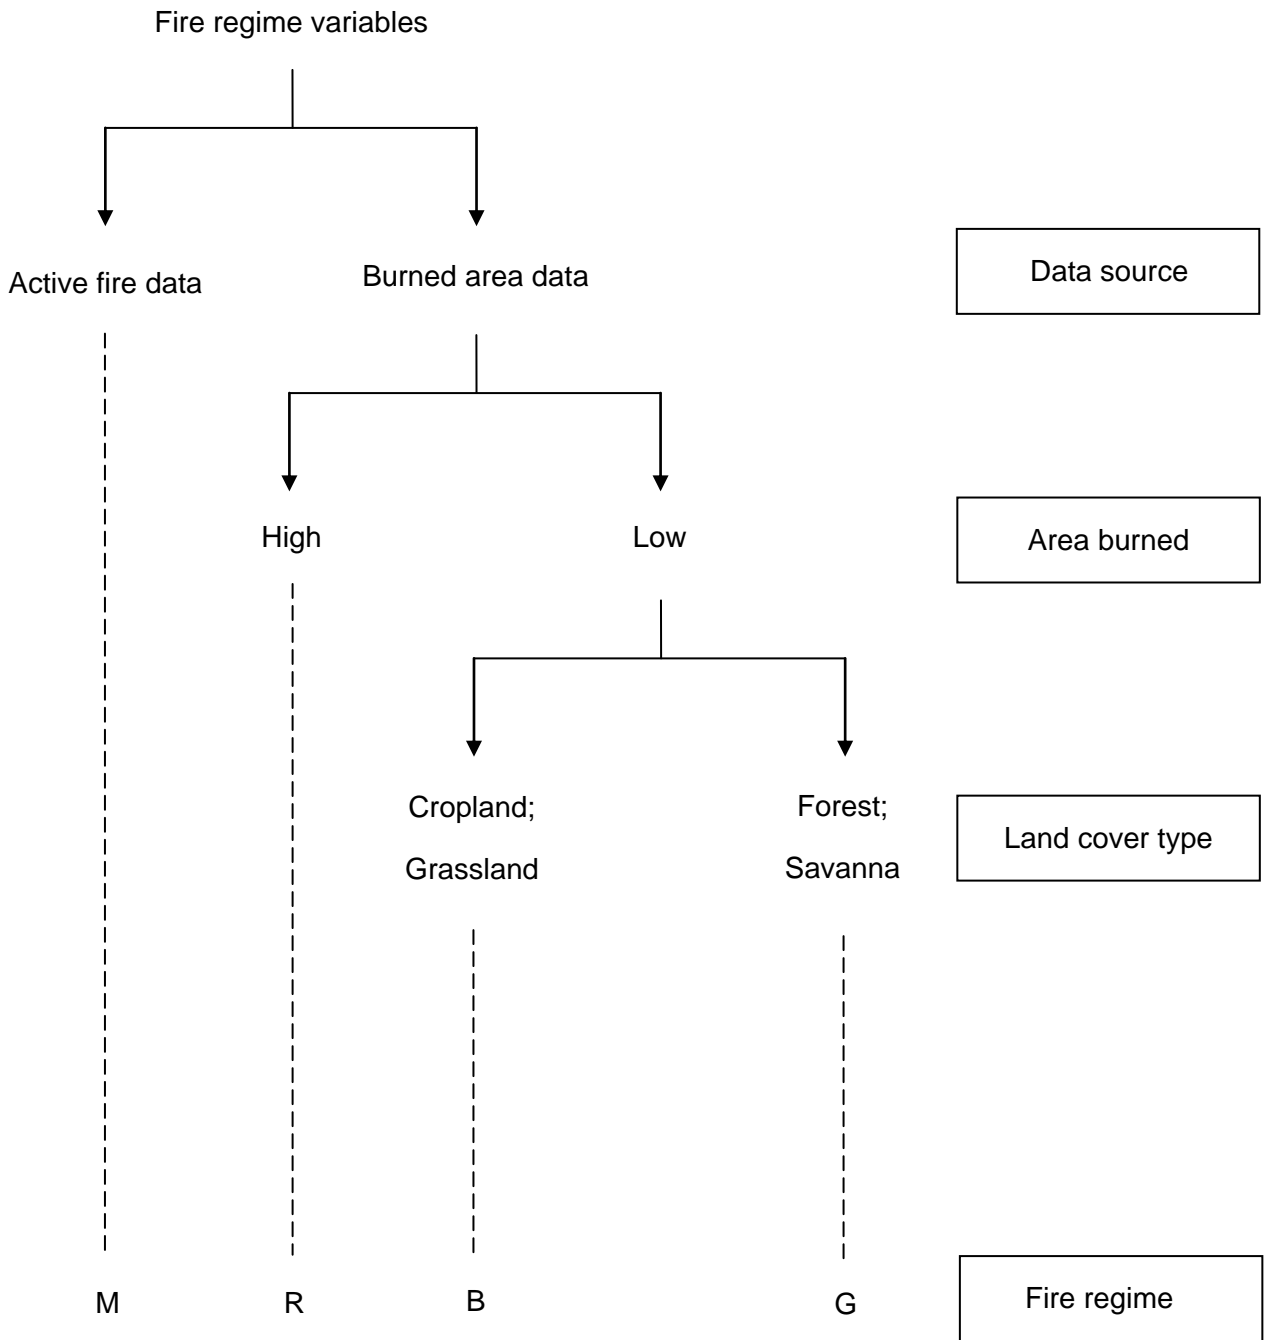 Fire regime variables
Active fire data
Burned area data
Data source
High
Low
Area burned
Cropland;
Grassland
Forest;
Savanna
Land cover type
M
R
B
G
Fire regime